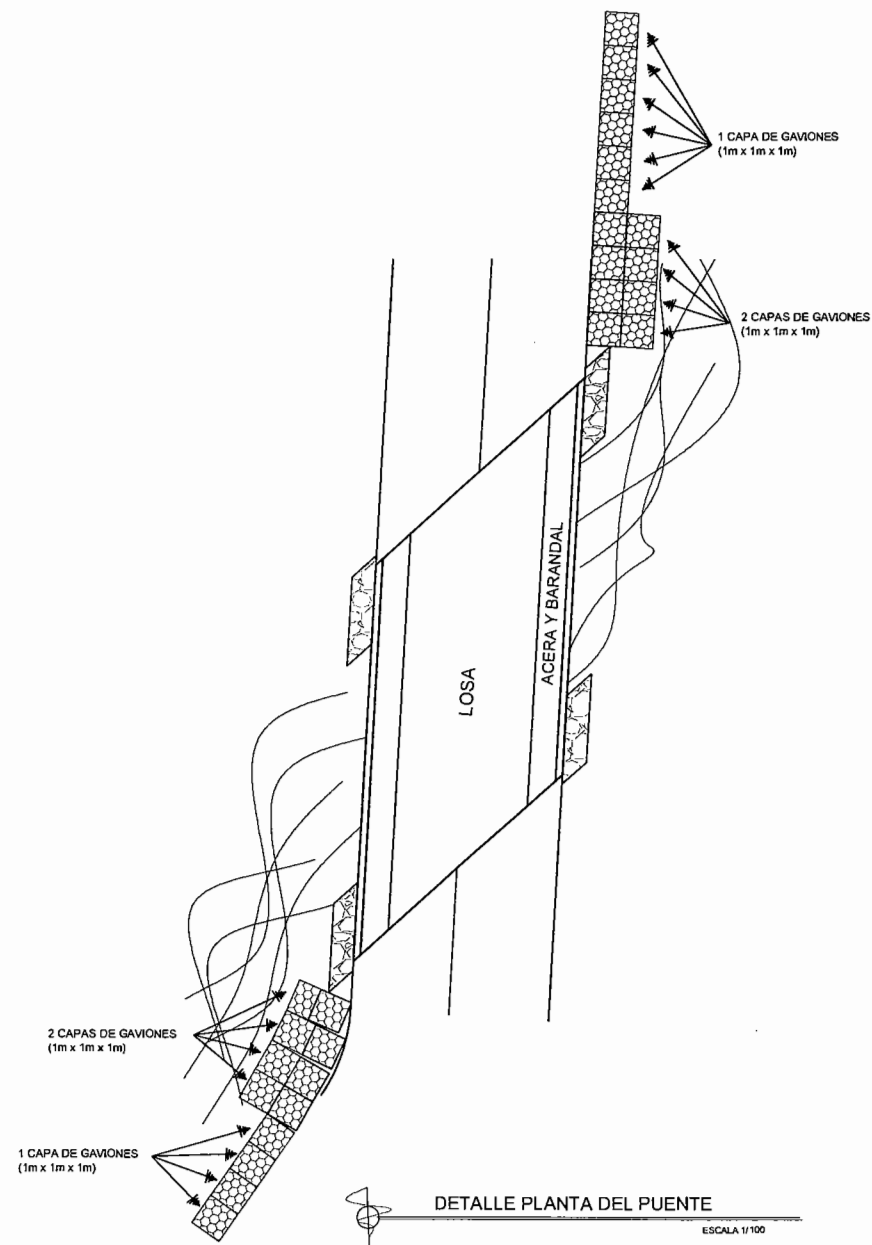 1 CAPA DE GAVIONES
(1m x 1m x 1m)
2 CAPAS DE GAVIONES
(1m x 1m x 1m)
ACERA Y BARANDAL
LOSA
2 CAPAS DE GAVIONES
(1m x 1m x 1m)
1 CAPA DE GAVIONES
(1m x 1m x 1m)
DETALLE PLANTA DEL PUENTE
ESCALA 1/100